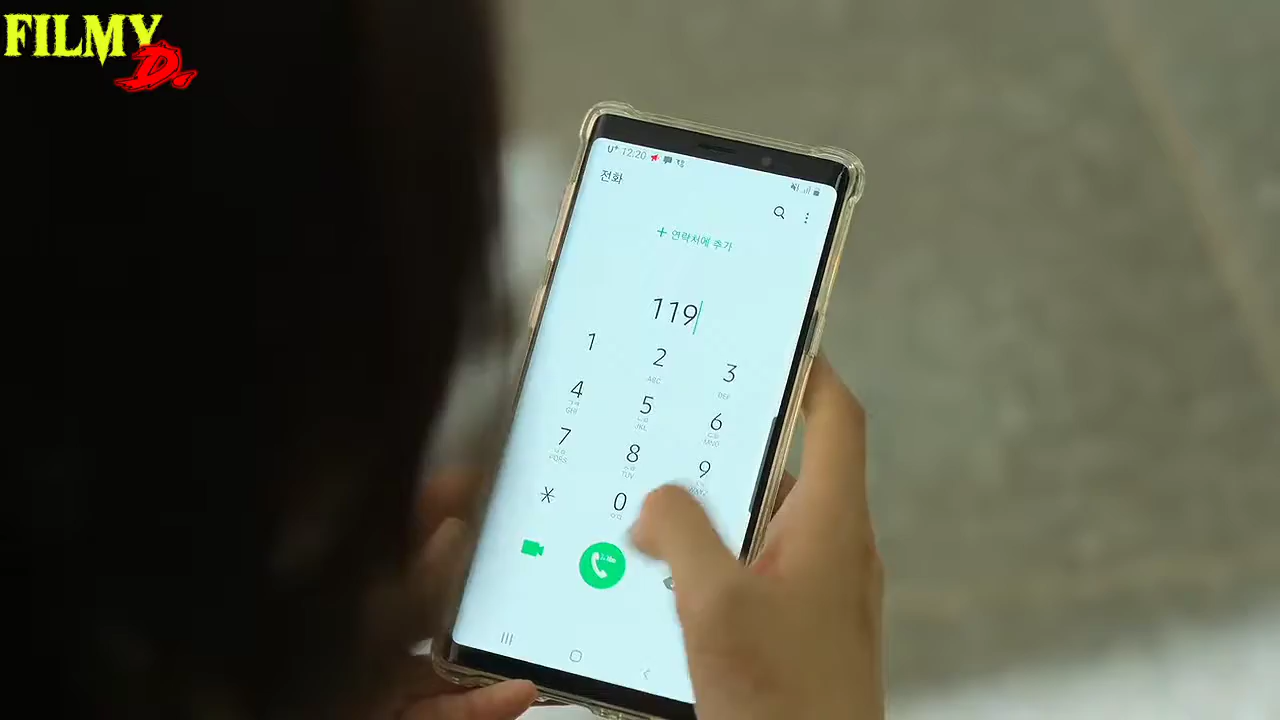 FILMY
D.
U+ 12:20
전화
+ 연락처에 추가
119
1 2 3
ABC DEF
4 5 6
GHI JKL MNO
7 8 9
PQRS TUV
* 0